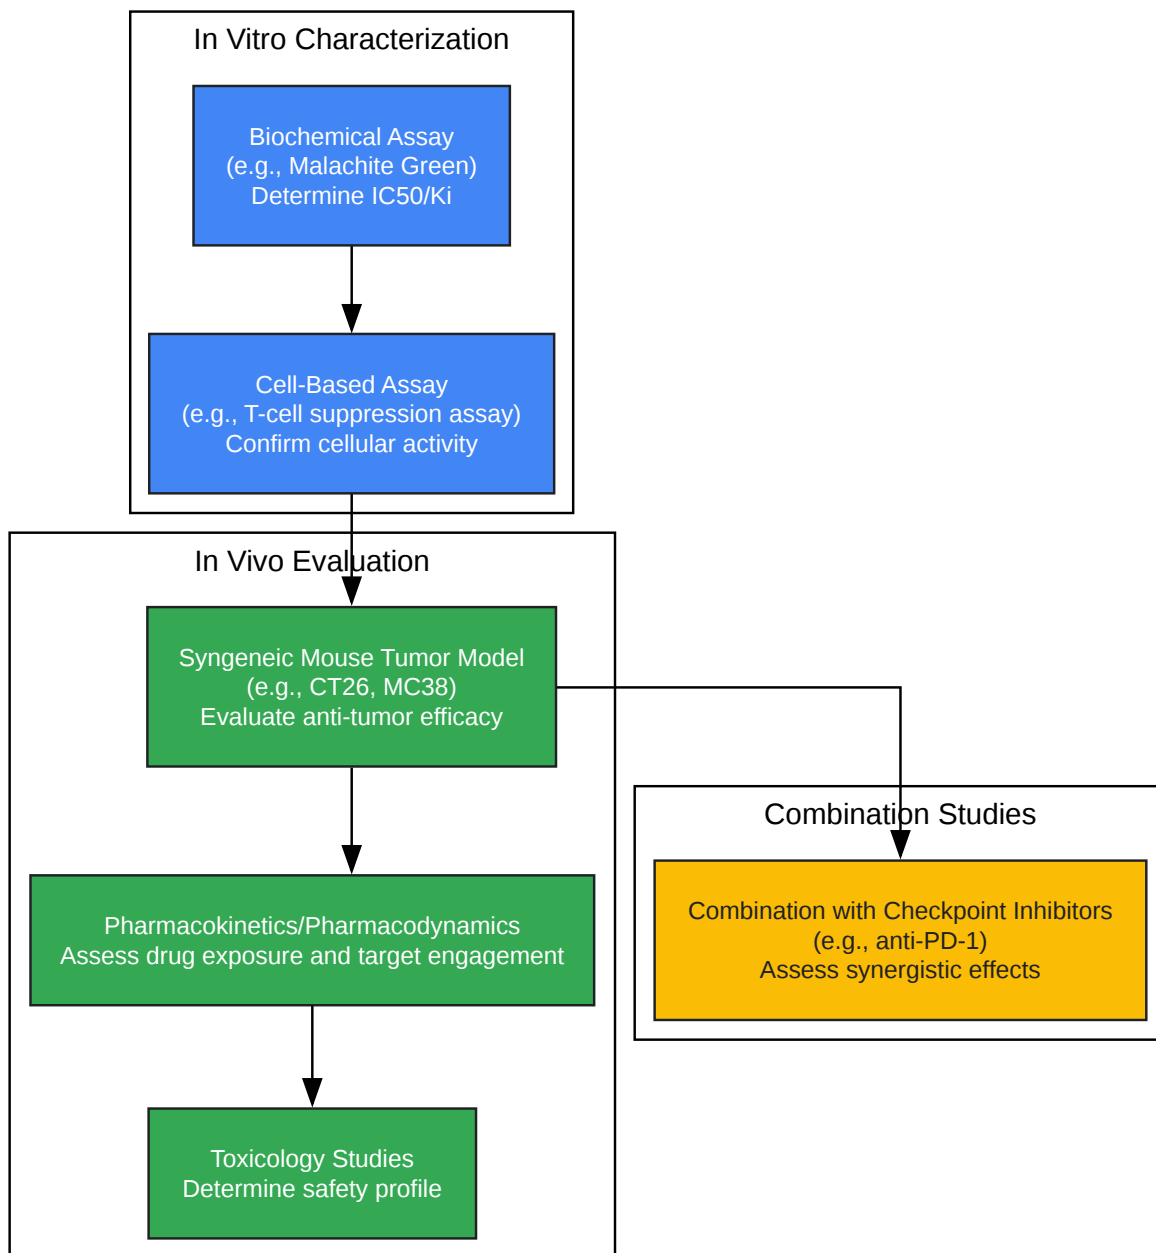 In Vitro Characterization
Biochemical Assay
(e.g., Malachite Green)
Determine IC50/Ki
Cell-Based Assay
(e.g., T-cell suppression assay)
Confirm cellular activity
In Vivo Evaluation
Syngeneic Mouse Tumor Model
(e.g., CT26, MC38)
Evaluate anti-tumor efficacy
Combination Studies
Combination with Checkpoint Inhibitors
(e.g., anti-PD-1)
Assess synergistic effects
Pharmacokinetics/Pharmacodynamics
Assess drug exposure and target engagement
Toxicology Studies
Determine safety profile